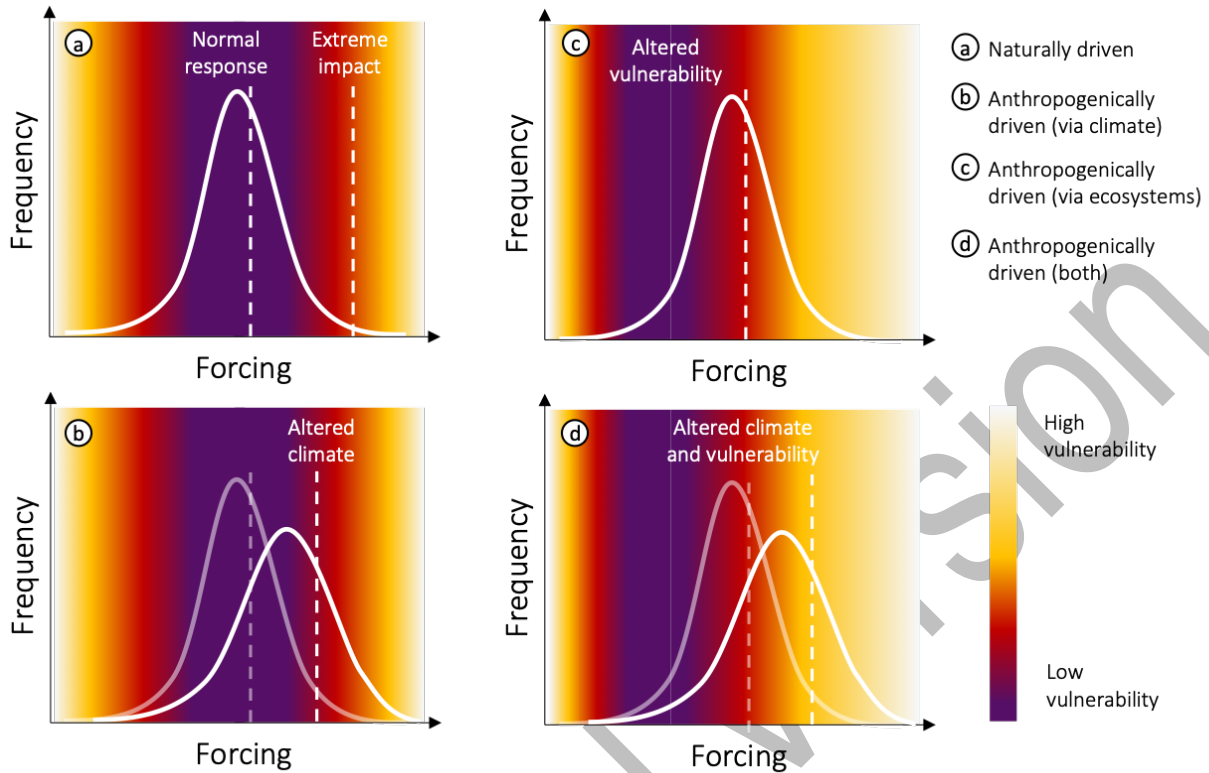 a
Normal
response
Extreme
impact
Frequency
Forcing
c
Altered
vulnerability
Frequency
Forcing
a Naturally driven
b Anthropogenically
driven (via climate)
c Anthropogenically
driven (via ecosystems)
d Anthropogenically
driven (both)
b
Altered
climate
Frequency
Forcing
d
Altered climate
and vulnerability
Frequency
Forcing
High
vulnerability
Low
vulnerability